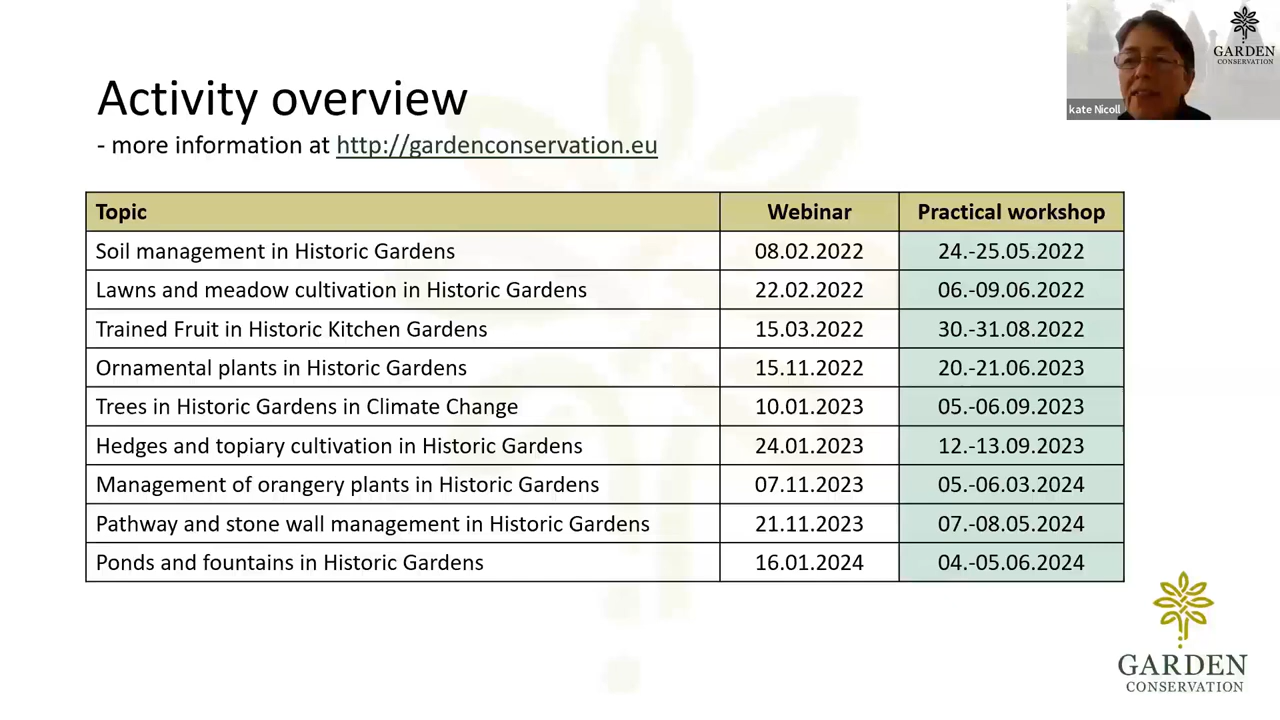 Activity overview
- more information at http://gardenconservation.eu
kate Nicoll
GARDEN
CONSERVATION
Topic Webinar Practical workshop
Soil management in Historic Gardens 08.02.2022 24.-25.05.2022
Lawns and meadow cultivation in Historic Gardens 22.02.2022 06.-09.06.2022
Trained Fruit in Historic Kitchen Gardens 15.03.2022 30.-31.08.2022
Ornamental plants in Historic Gardens 15.11.2022 20.-21.06.2023
Trees in Historic Gardens in Climate Change 10.01.2023 05.-06.09.2023
Hedges and topiary cultivation in Historic Gardens 24.01.2023 12.-13.09.2023
Management of orangery plants in Historic Gardens 07.11.2023 05.-06.03.2024
Pathway and stone wall management in Historic Gardens 21.11.2023 07.-08.05.2024
Ponds and fountains in Historic Gardens 16.01.2024 04.-05.06.2024
GARDEN
CONSERVATION